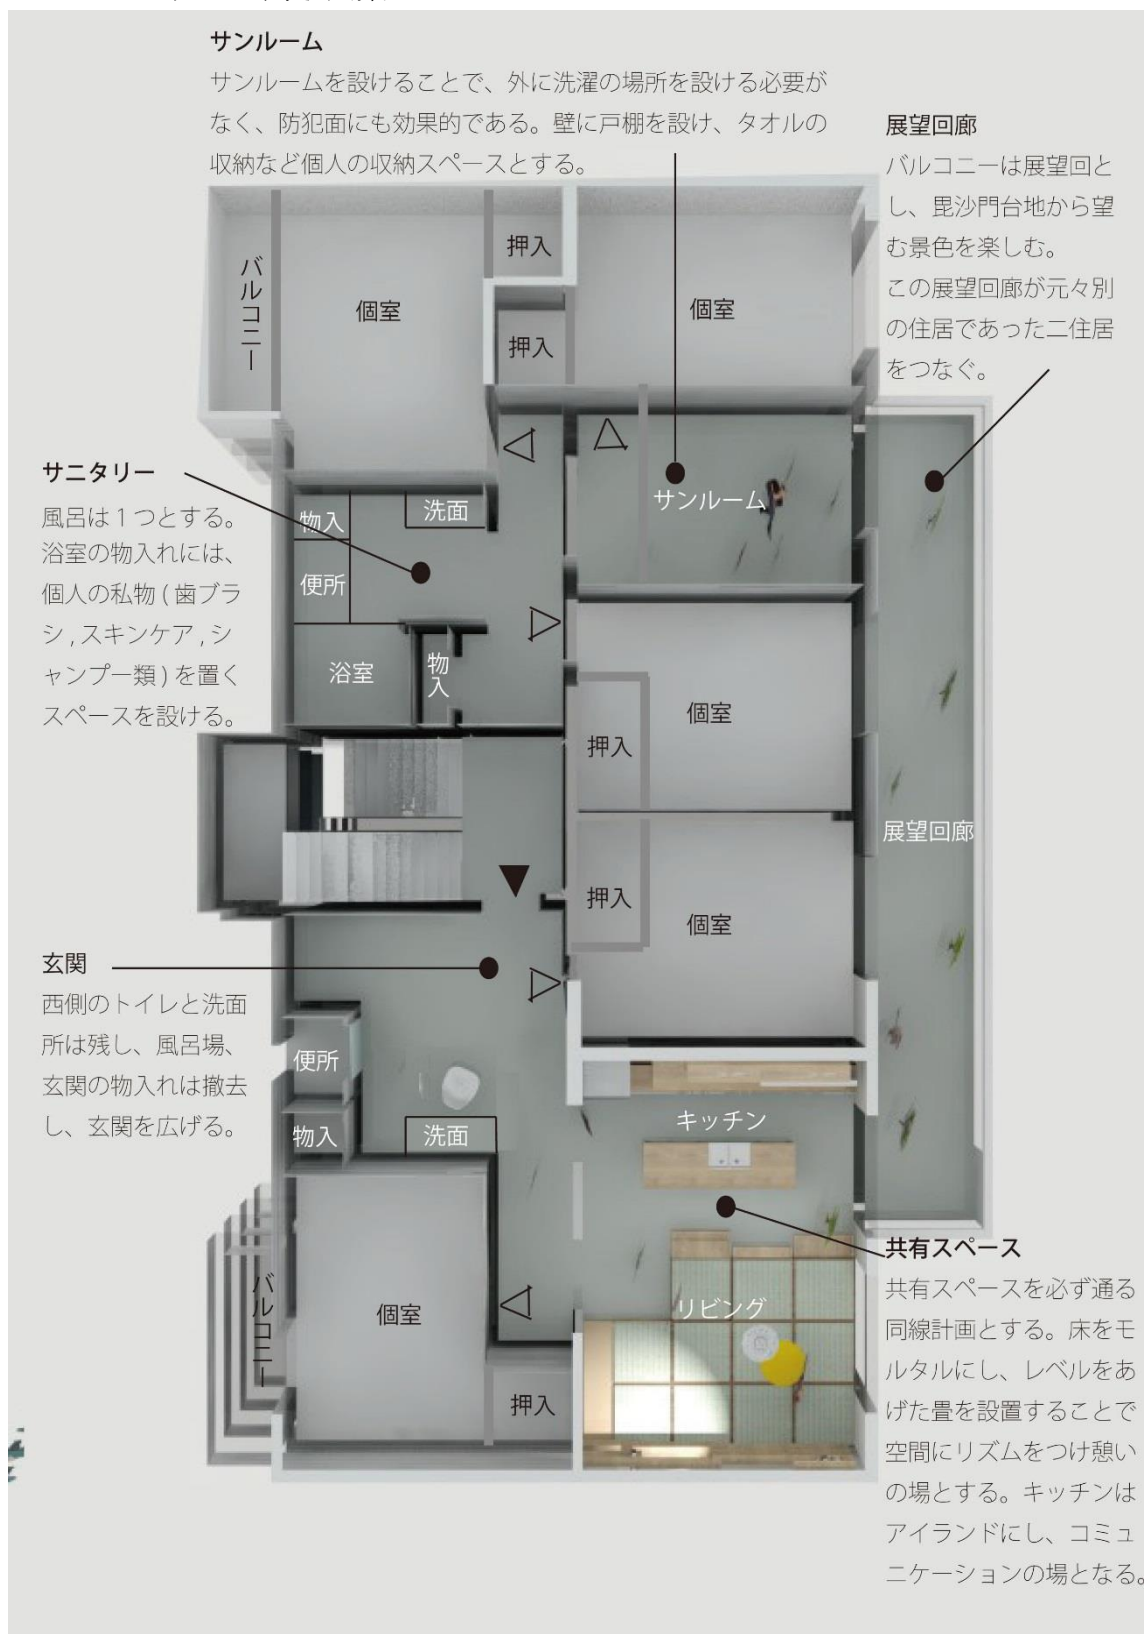 サンルーム
サンルームを設けることで、外に洗濯の場所を設ける必要が
なく、防犯面にも効果的である。壁に戸棚を設け、タオルの
収納など個人の収納スペースとする。
展望回廊
バルコニーは展望回と
し、毘沙門台地から望
む景色を楽しむ。
この展望回廊が元々別
の住居であった二住居
をつなぐ。
バルコニー
個室
押入
押入
個室
サニタリー
風呂は1つとする。
浴室の物入れには、
個人の私物(歯ブラ
シ,スキンケア,シ
ャンプー類)を置く
スペースを設ける。
物入
洗面
便所
浴室
物入
サンルーム
個室
押入
展望回廊
押入
個室
玄関
西側のトイレと洗面
所は残し、風呂場、
玄関の物入れは撤去
し、玄関を広げる。
便所
物入
洗面
キッチン
リビング
バルコニー
個室
押入
共有スペース
共有スペースを必ず通る
同線計画とする。床をモ
ルタルにし、レベルをあ
げた畳を設置することで
空間にリズムをつけ憩い
の場とする。キッチンは
アイランドにし、コミュ
ニケーションの場となる。